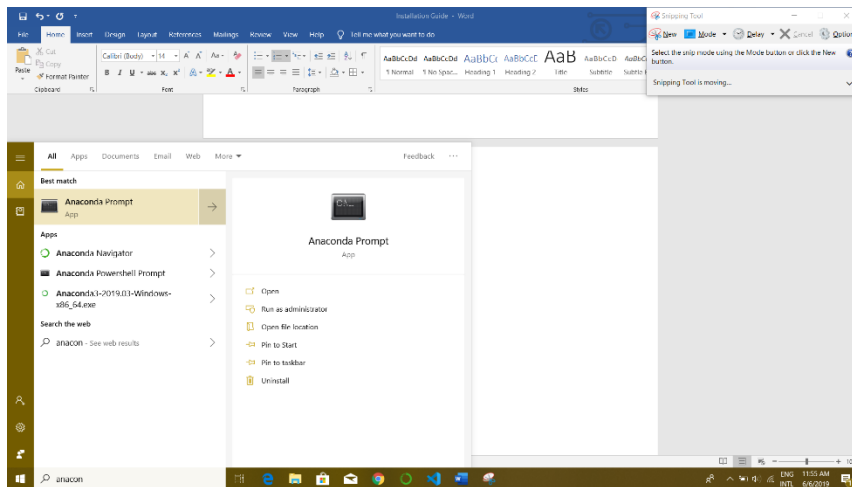 Installation Guide - Word
Snipping Tool
File Home Insert Design Layout References Mailings Review View Help Tell me what you want to do
New Mode Delay Cancel Option
Cut
Copy
Format Painter
Paste
Calibri (Body) 14
Select the snip mode using the Mode button or click the New button.
Snipping Tool is moving...
AaBbCcDd AaBbCcDd AaBbCc AaBbCcC AaB AaBbCcD AaBbC
¶ Normal ¶ No Spac... Heading 1 Heading 2 Title Subtitle Subtle
Clipboard Font Paragraph Styles
All Apps Documents Email Web More Feedback ...
Best match
Anaconda Prompt
App
Apps
Anaconda Navigator
Anaconda Powershell Prompt
Anaconda3-2019.03-Windows-
x86_64.exe
Search the web
anacon - See web results
Anaconda Prompt
App
Open
Run as administrator
Open file location
Pin to Start
Pin to taskbar
Uninstall
anacon
ENG 11:55 AM
INTL 6/6/2019